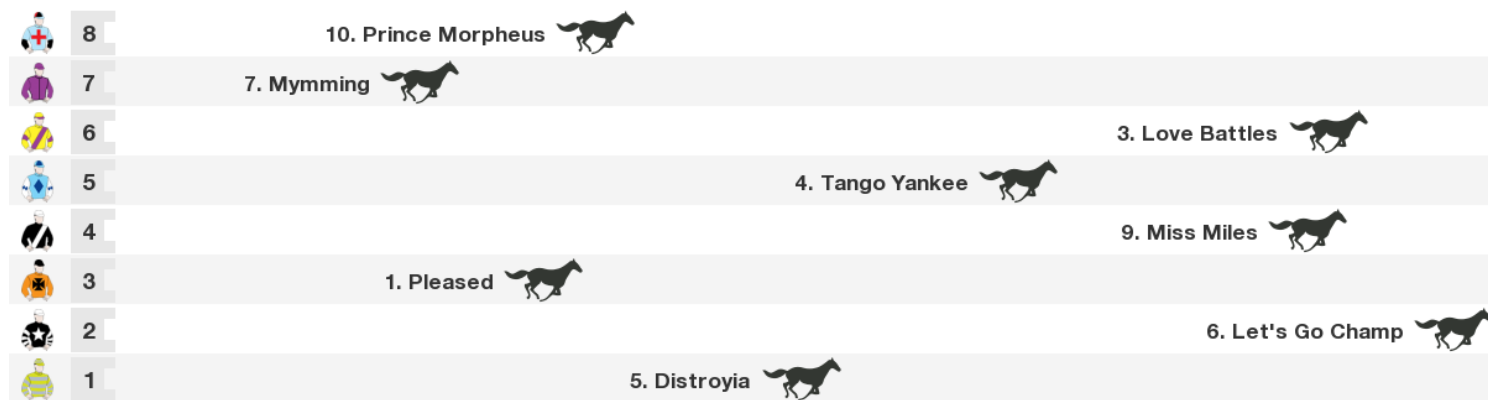 8 10. Prince Morpheus
7 7. Mymming
6 3. Love Battles
5 4. Tango Yankee
4 9. Miss Miles
3 1. Pleased
2 6. Let's Go Champ
1 5. Distroyia